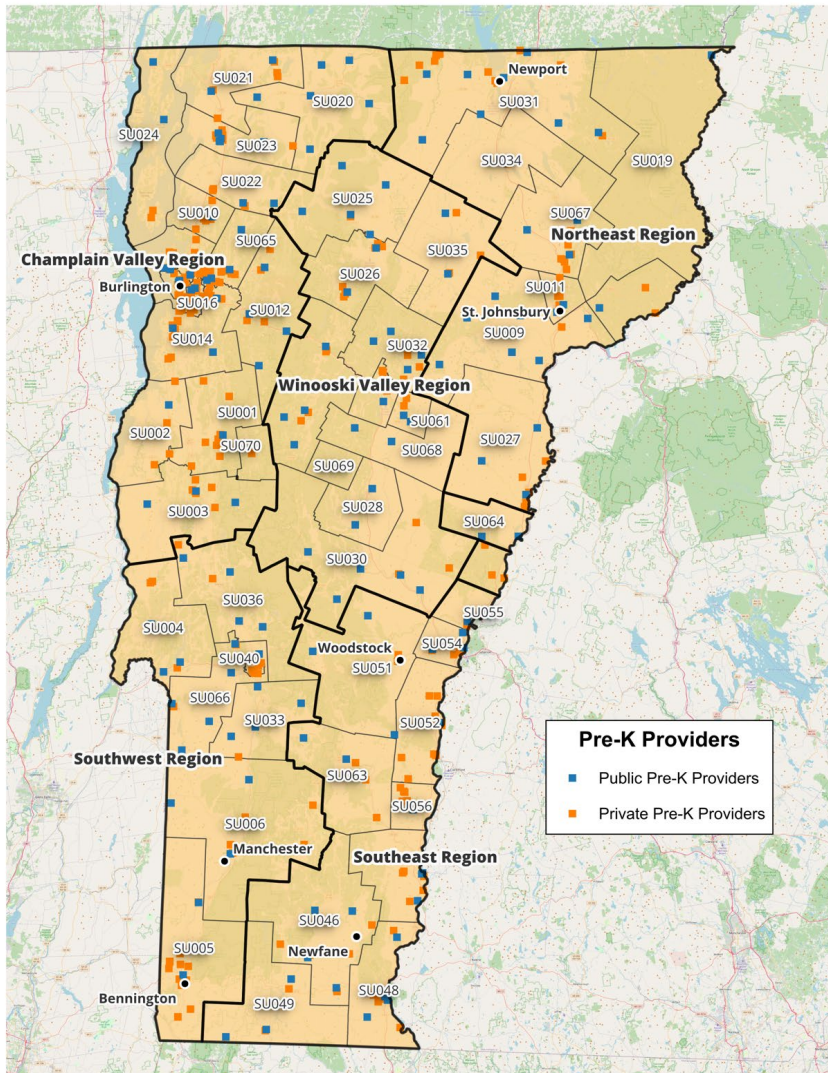 SU021
Newport
SU020
SU031
SU024
SU023
SU034
SU019
SU022
SU025
SU010
SU067
SU065
SU035
Northeast Region
Champlain Valley Region
SU026
Burlington
SU011
SU016
SU012
St. Johnsbury
SU014
SU009
SU032
Winooski Valley Region
SU001
SU002
SU061
SU070
SU027
SU068
SU069
SU003
SU028
SU064
SU030
SU036
SU055
SU004
SU054
Woodstock
SU040
SU051
SU066
SU033
SU052
Pre-K Providers
Southwest Region
SU063
Public Pre-K Providers
SU056
Private Pre-K Providers
SU006
Manchester
Southeast Region
SU046
SU005
Newfane
SU048
Bennington
SU049